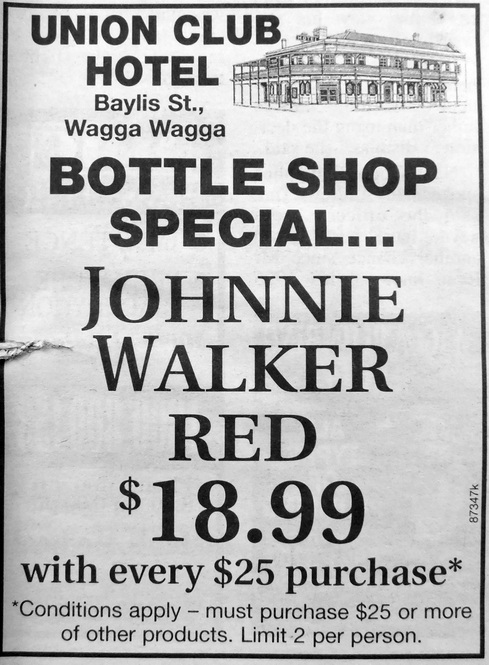 UNION CLUB
HOTEL
Baylis St.,
Wagga Wagga
BOTTLE SHOP
SPECIAL...
JOHNNIE
WALKER
RED
$18.99
with every $25 purchase*
*Conditions apply – must purchase $25 or more
of other products. Limit 2 per person.
87347k